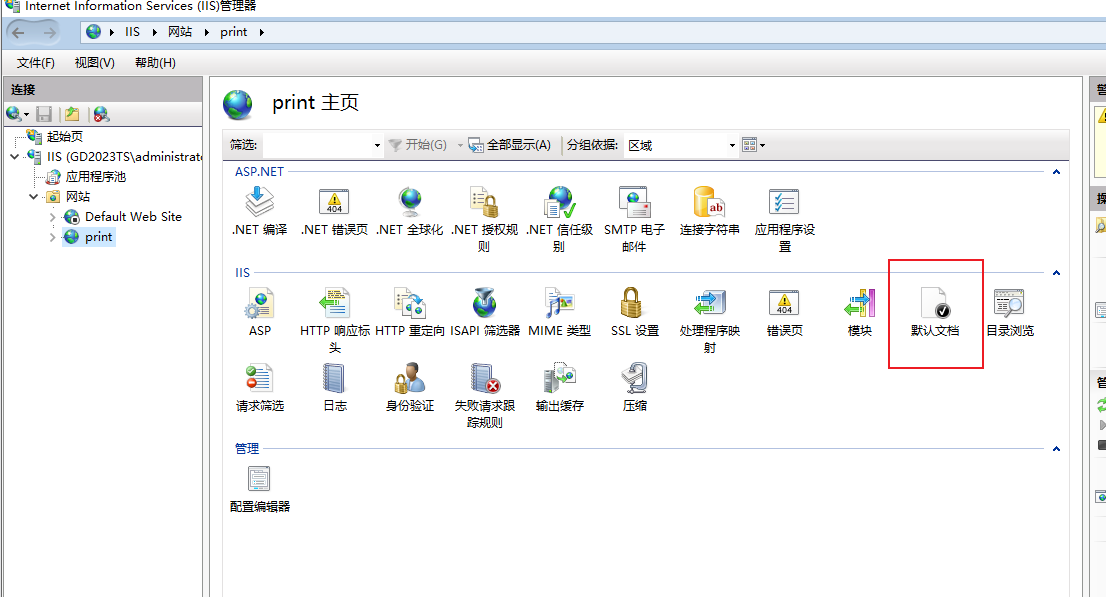 Internet Information Services (IIS)管理器
IIS
网站
print
文件(F) 视图(V) 帮助(H)
连接
起始页
IIS (GD2023TS\administrat
应用程序池
网站
Default Web Site
print
print 主页
筛选: 开始(G) 全部显示(A) 分组依据: 区域
ASP.NET
.NET 编译
404
.NET 错误页
.NET 全球化
.NET 授权规
则
.NET 信任级
别
SMTP 电子
邮件
ab
连接字符串
应用程序设
置
IIS
ASP
HTTP 响应标
头
HTTP 重定向
ISAPI 筛选器
MIME 类型
SSL 设置
处理程序映
射
404
错误页
模块
默认文档
目录浏览
请求筛选
日志
身份验证
失败请求跟
踪规则
输出缓存
压缩
管理
配置编辑器